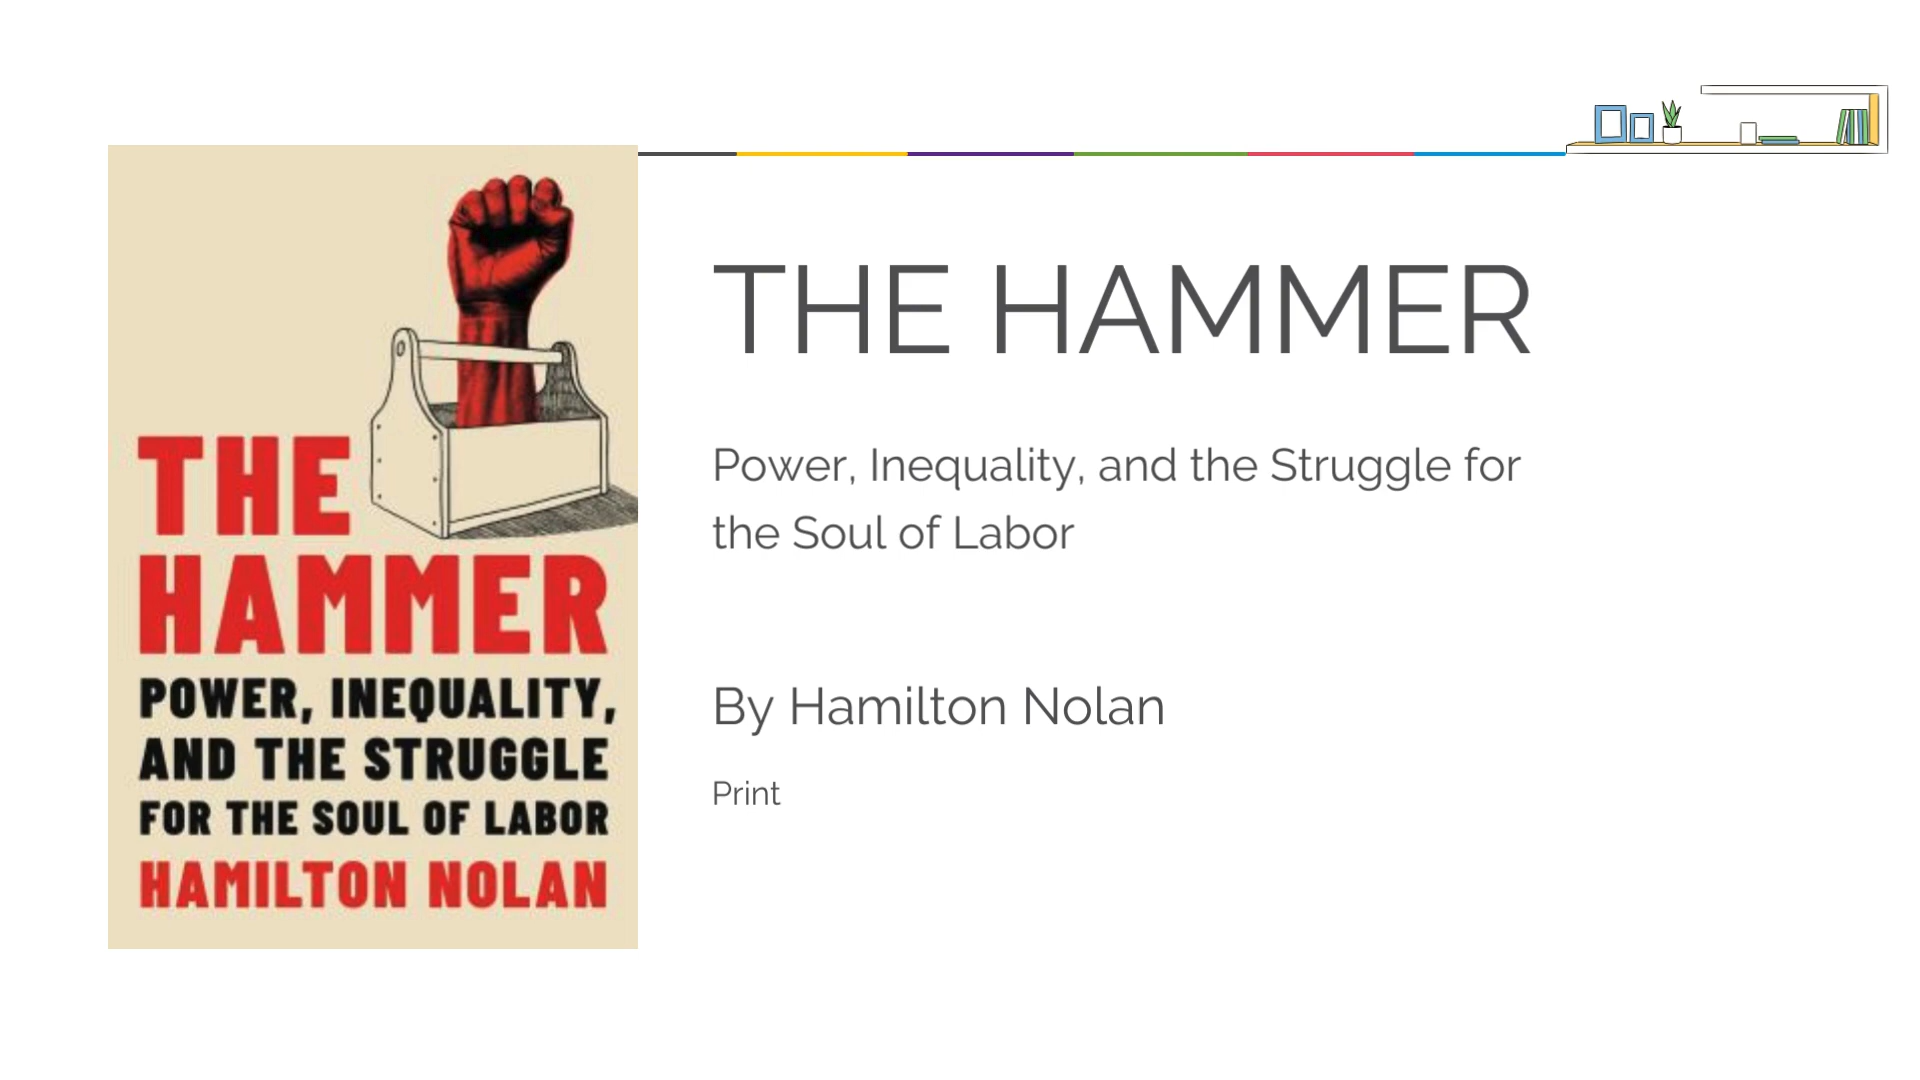 THE
HAMMER
POWER, INEQUALITY,
AND THE STRUGGLE
FOR THE SOUL OF LABOR
HAMILTON NOLAN
THE HAMMER
Power, Inequality, and the Struggle for
the Soul of Labor
By Hamilton Nolan
Print